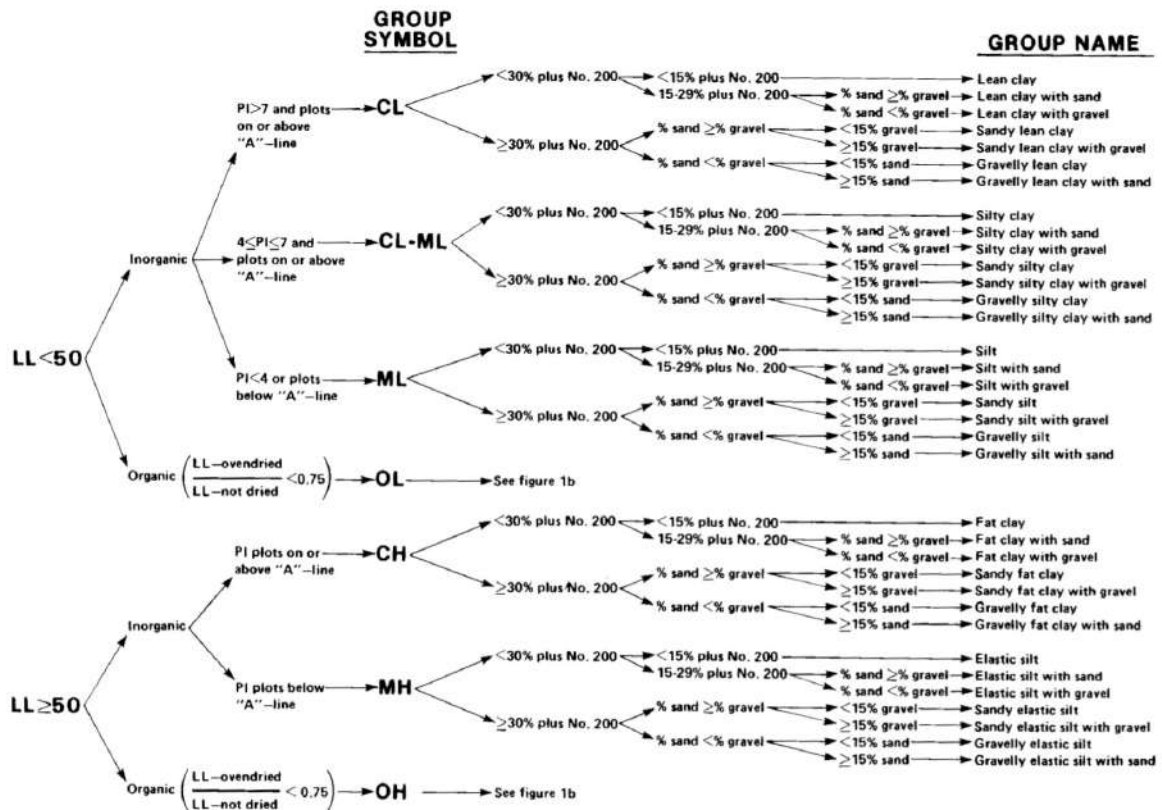 GROUP
SYMBOL
GROUP NAME
<30% plus No. 200 <15% plus No. 200 Lean clay
15-29% plus No. 200 % sand ≥% gravel Lean clay with sand
% sand <% gravel Lean clay with gravel
PI>7 and plots
on or above
"A"–line
CL
≥30% plus No. 200 % sand ≥% gravel <15% gravel Sandy lean clay
≥15% gravel Sandy lean clay with gravel
% sand <% gravel <15% sand Gravelly lean clay
≥15% sand Gravelly lean clay with sand
LL<50
Inorganic
4≤PI≤7 and
plots on or above
"A"–line
CL-ML
<30% plus No. 200 <15% plus No. 200 Silty clay
15-29% plus No. 200 % sand ≥% gravel Silty clay with sand
% sand <% gravel Silty clay with gravel
≥30% plus No. 200 % sand ≥% gravel <15% gravel Sandy silty clay
≥15% gravel Sandy silty clay with gravel
% sand <% gravel <15% sand Gravelly silty clay
≥15% sand Gravelly silty clay with sand
PI<4 or plots
below "A"–line
ML
<30% plus No. 200 <15% plus No. 200 Silt
15-29% plus No. 200 % sand ≥% gravel Silt with sand
% sand <% gravel Silt with gravel
≥30% plus No. 200 % sand ≥% gravel <15% gravel Sandy silt
≥15% gravel Sandy silt with gravel
% sand <% gravel <15% sand Gravelly silt
≥15% sand Gravelly silt with sand
Organic (LL–ovendried
LL–not dried <0.75) OL See figure 1b
LL≥50
Inorganic
PI plots on or
above "A"–line
CH
<30% plus No. 200 <15% plus No. 200 Fat clay
15-29% plus No. 200 % sand ≥% gravel Fat clay with sand
% sand <% gravel Fat clay with gravel
≥30% plus No. 200 % sand ≥% gravel <15% gravel Sandy fat clay
≥15% gravel Sandy fat clay with gravel
% sand <% gravel <15% sand Gravelly fat clay
≥15% sand Gravelly fat clay with sand
PI plots below
"A"–line
MH
<30% plus No. 200 <15% plus No. 200 Elastic silt
15-29% plus No. 200 % sand ≥% gravel Elastic silt with sand
% sand <% gravel Elastic silt with gravel
≥30% plus No. 200 % sand ≥% gravel <15% gravel Sandy elastic silt
≥15% gravel Sandy elastic silt with gravel
% sand <% gravel <15% sand Gravelly elastic silt
≥15% sand Gravelly elastic silt with sand
Organic (LL–ovendried
LL–not dried <0.75) OH See figure 1b